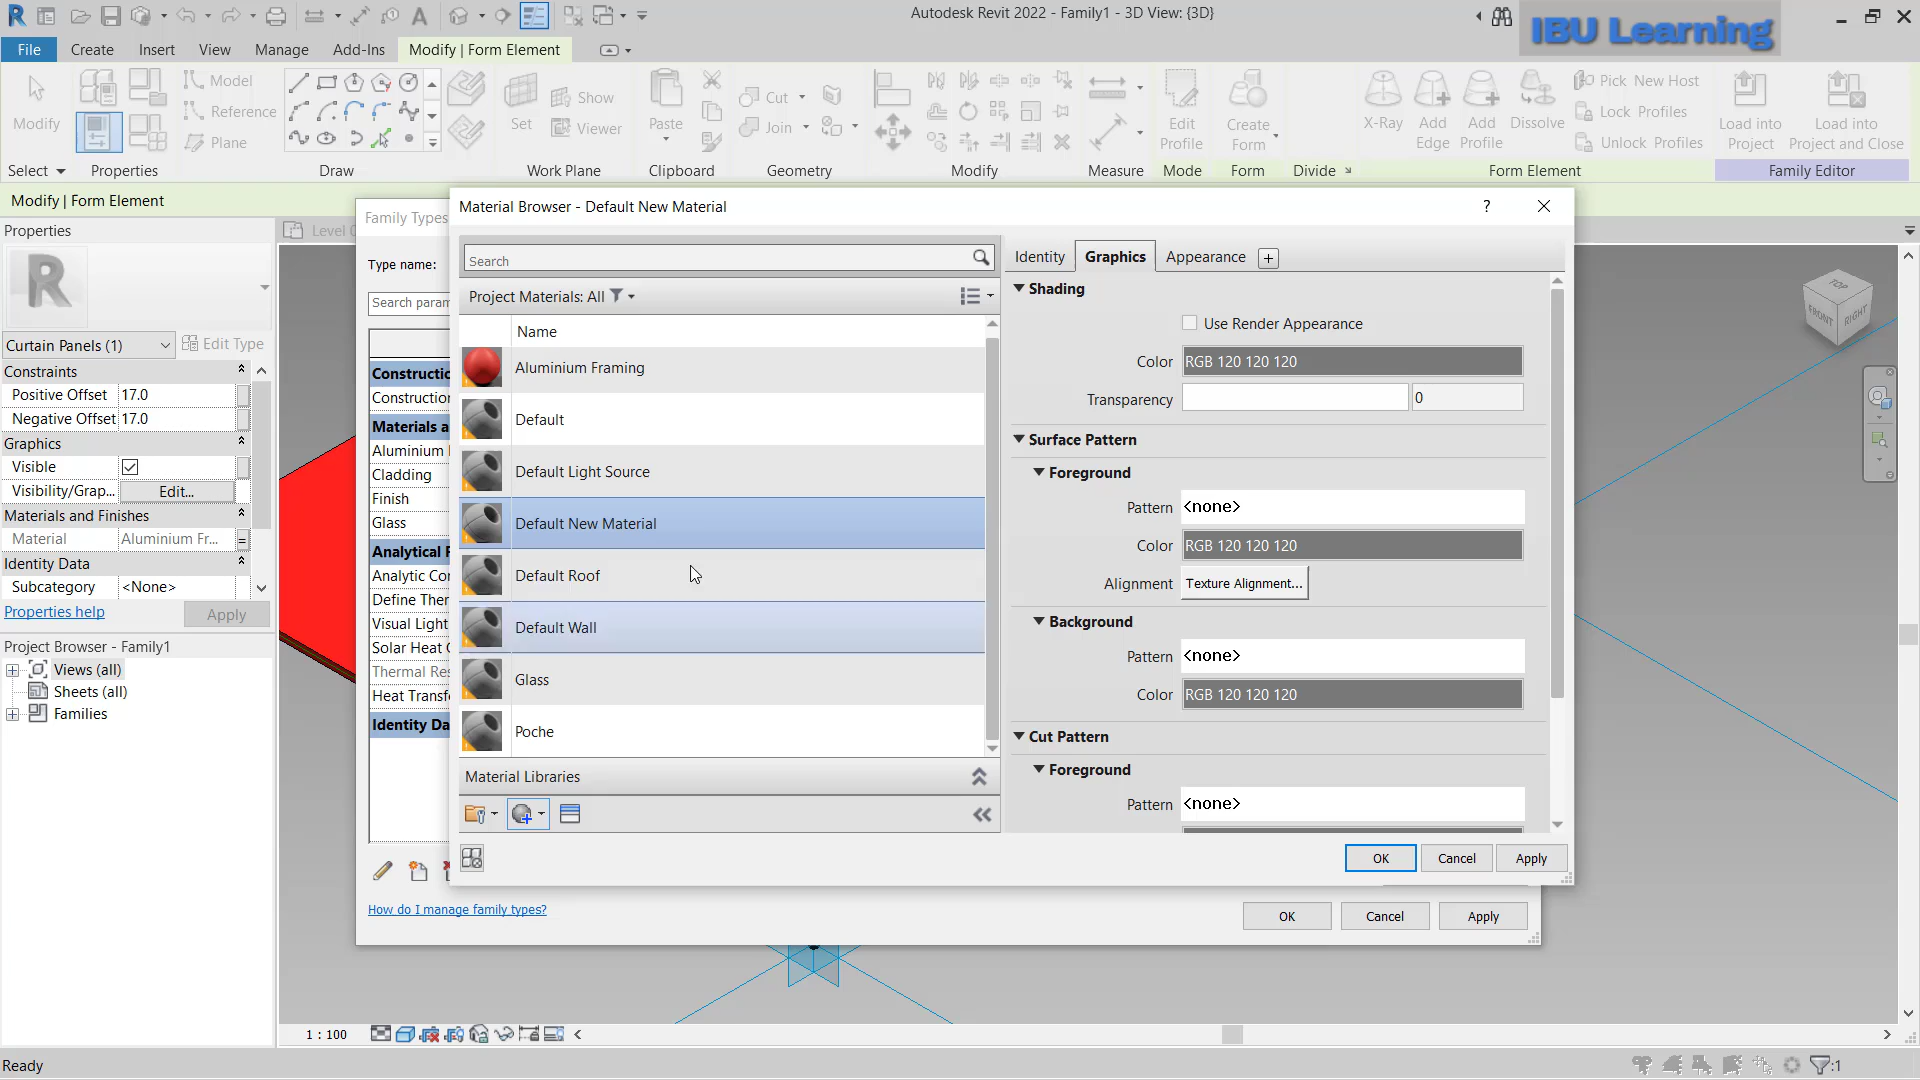 Autodesk Revit 2022 - Family1 - 3D View: {3D}
IBU Learning
File
Create
Insert
View
Manage
Add-Ins
Modify | Form Element
Modify
Model
Reference
Plane
Set
Show
Viewer
Paste
Cut
Join
Edit
Profile
Create
Form
X-Ray
Add
Edge
Add
Profile
Dissolve
Pick New Host
Lock Profiles
Unlock Profiles
Load into
Project
Load into
Project and Close
Select
Properties
Draw
Work Plane
Clipboard
Geometry
Modify
Measure
Mode
Form
Divide
Form Element
Family Editor
Modify | Form Element
Properties
R
Curtain Panels (1)
Edit Type
Constraints
Positive Offset 17.0
Negative Offset 17.0
Graphics
Visible
Visibility/Grap... Edit...
Materials and Finishes
Material Aluminium Fr...
Identity Data
Subcategory <None>
Properties help
Apply
Project Browser - Family1
Views (all)
Sheets (all)
Families
Family Types
Type name:
Search param
Constructio
Construction
Materials a
Aluminium
Cladding
Finish
Glass
Analytical
Analytic Con
Define Ther
Visual Light
Solar Heat
Thermal Res
Heat Transfe
Identity Da
How do I manage family types?
OK
Cancel
Apply
Material Browser - Default New Material
?
Search
Project Materials: All
Name
Aluminium Framing
Default
Default Light Source
Default New Material
Default Roof
Default Wall
Glass
Poche
Material Libraries
Identity
Graphics
Appearance
+
Shading
Use Render Appearance
Color RGB 120 120 120
Transparency 0
Surface Pattern
Foreground
Pattern <none>
Color RGB 120 120 120
Alignment Texture Alignment...
Background
Pattern <none>
Color RGB 120 120 120
Cut Pattern
Foreground
Pattern <none>
OK
Cancel
Apply
TOP
FRONT
RIGHT
1 : 100
Ready
:1